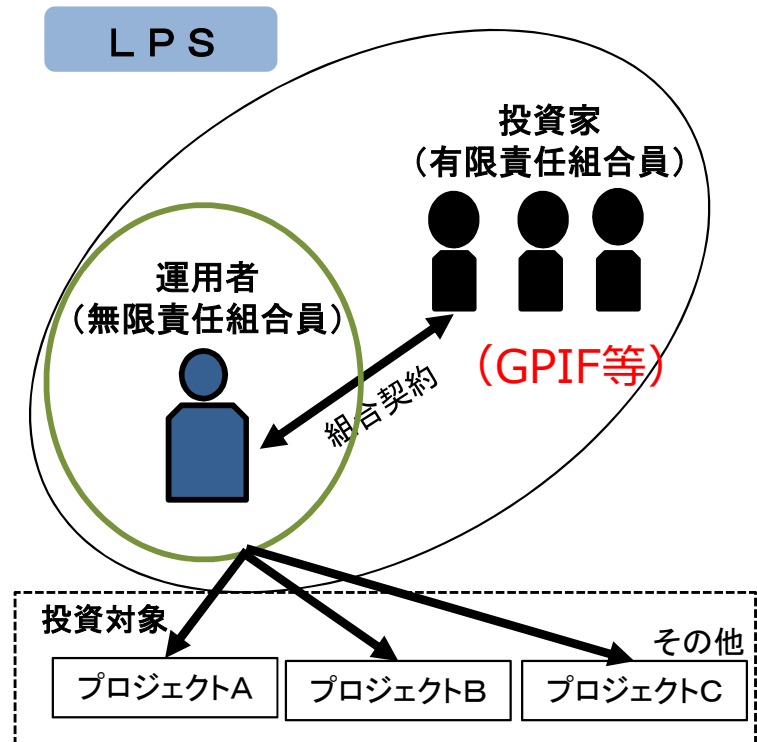 LPS
投資家
（有限責任組合員）
運用者
（無限責任組合員）
（GPIF等）
組合契約
投資対象
その他
プロジェクトA
プロジェクトB
プロジェクトC